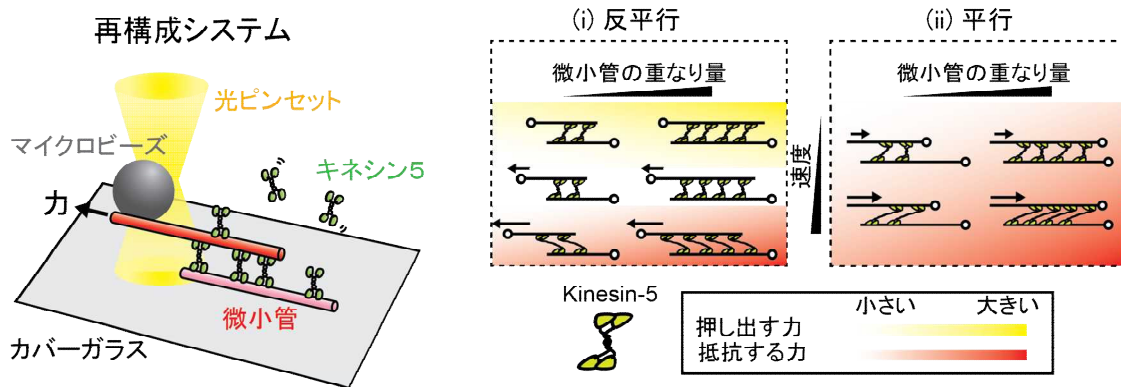 再構成システム
光ピンセット
マイクロビーズ
キネシン5
力
微小管
カバーガラス
(i) 反平行
微小管の重なり量
速度
(ii) 平行
微小管の重なり量
Kinesin-5
小さい 大きい
押し出す力
抵抗する力